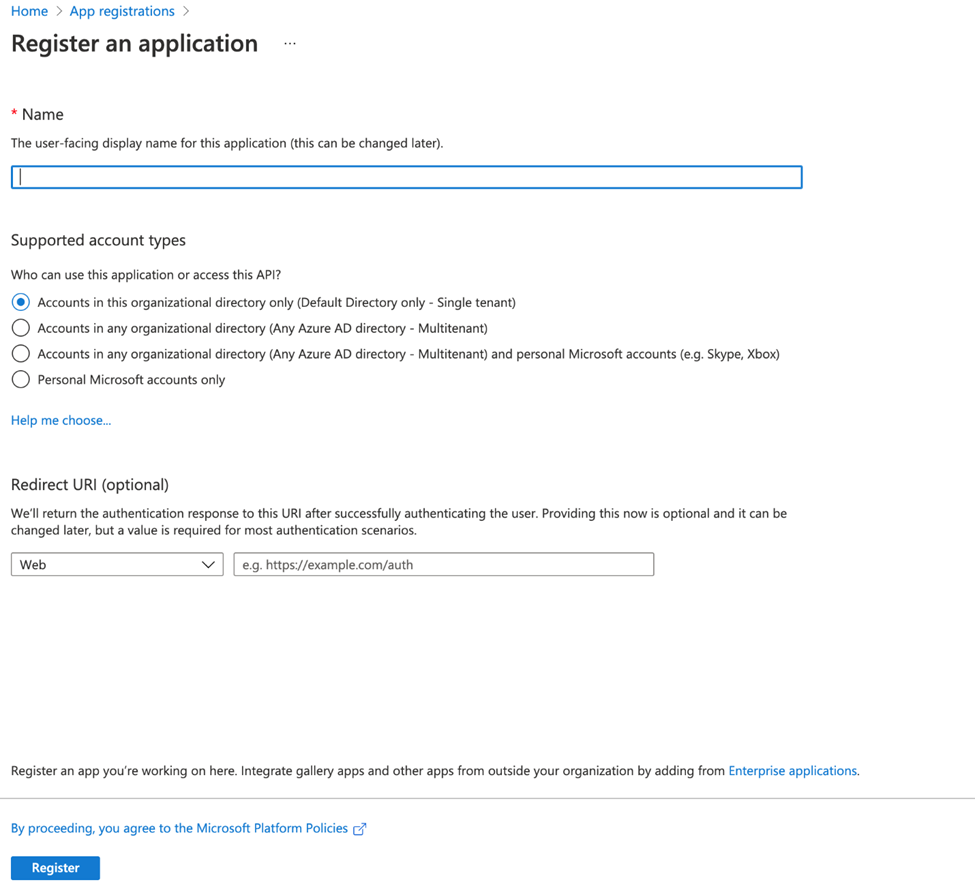 Home > App registrations >
Register an application ...
* Name
The user-facing display name for this application (this can be changed later).
Supported account types
Who can use this application or access this API?
Accounts in this organizational directory only (Default Directory only - Single tenant)
Accounts in any organizational directory (Any Azure AD directory - Multitenant)
Accounts in any organizational directory (Any Azure AD directory - Multitenant) and personal Microsoft accounts (e.g. Skype, Xbox)
Personal Microsoft accounts only
Help me choose...
Redirect URI (optional)
We'll return the authentication response to this URI after successfully authenticating the user. Providing this now is optional and it can be
changed later, but a value is required for most authentication scenarios.
Web e.g. https://example.com/auth
Register an app you're working on here. Integrate gallery apps and other apps from outside your organization by adding from Enterprise applications.
By proceeding, you agree to the Microsoft Platform Policies
Register